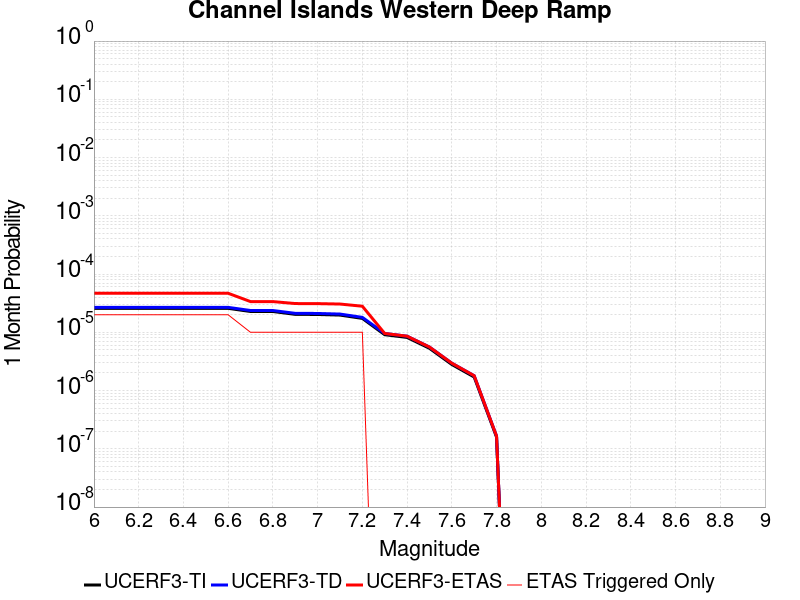 Channel Islands Western Deep Ramp
10^0
10^-1
10^-2
10^-3
10^-4
10^-5
10^-6
10^-7
10^-8
1 Month Probability
6 6.2 6.4 6.6 6.8 7 7.2 7.4 7.6 7.8 8 8.2 8.4 8.6 8.8 9
Magnitude
UCERF3-TI UCERF3-TD UCERF3-ETAS ETAS Triggered Only